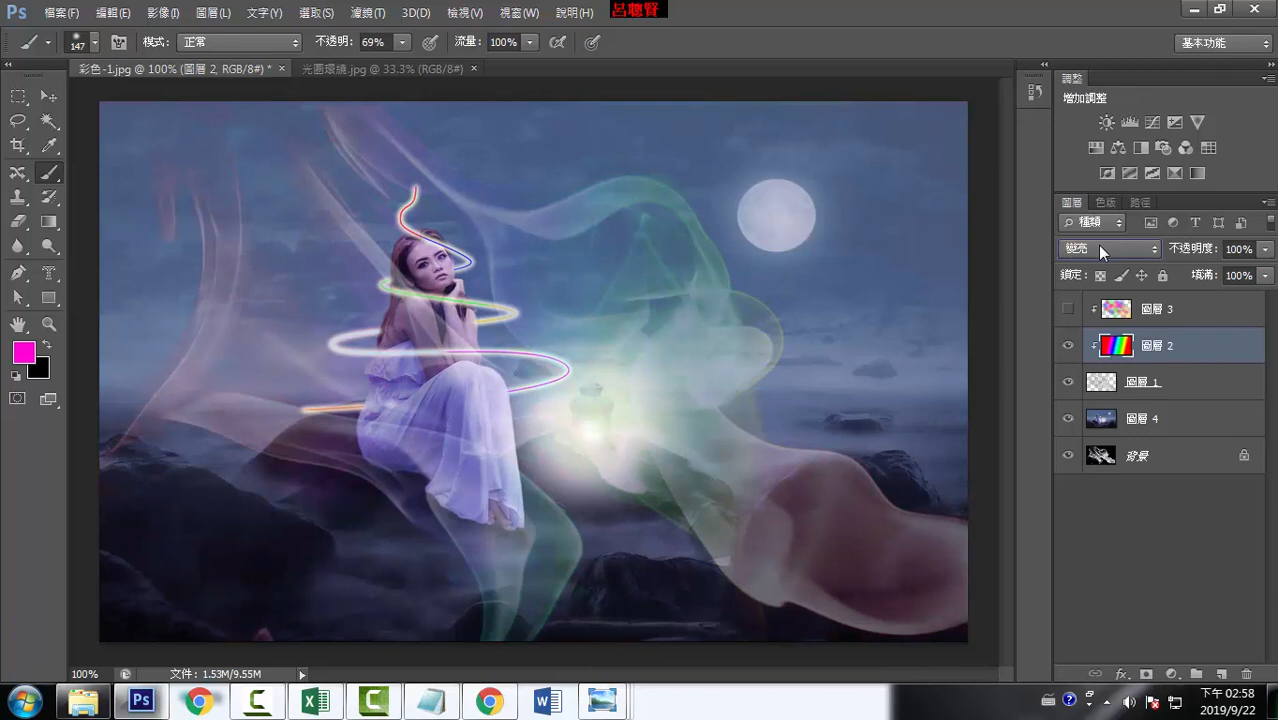 Ps 檔案(F) 編輯(E) 影像(I) 圖層(L) 文字(Y) 選取(S) 濾鏡(T) 3D(D) 檢視(V) 視窗(W) 說明(H) 呂聰賢
147 模式: 正常 不透明: 69% 流量: 100% 基本功能
彩色-1.jpg @ 100% (圖層 2, RGB/8#) * × 光圈環繞.jpg @ 33.3% (RGB/8#) ×
調整
增加調整
圖層 色版 路徑
種類
變亮 不透明度: 100%
鎖定: 填滿: 100%
圖層 3
圖層 2
圖層 1
圖層 4
背景
100% 文件: 1.53M/9.55M
Ps
下午 02:58
2019/9/22